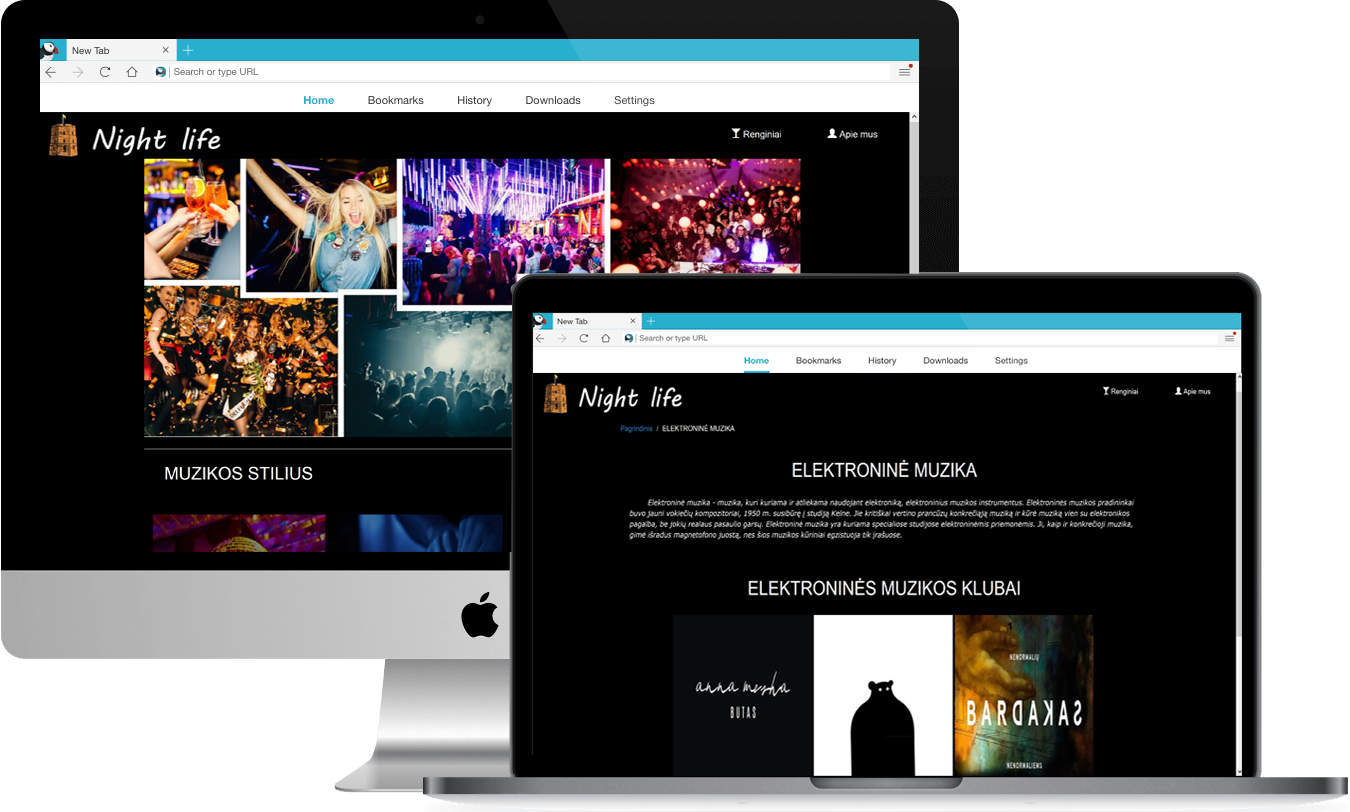 New Tab
Search or type URL
Home Bookmarks History Downloads Settings
Night life
Renginiai Apie mus
MUZIKOS STILIUS
New Tab
Search or type URL
Home Bookmarks History Downloads Settings
Night life
Renginiai Apie mus
Pagrindinis / ELEKTRONINĖ MUZIKA
ELEKTRONINĖ MUZIKA
Elektroninė muzika - muzika, kuri kuriama ir atliekama naudojant elektroniką, elektroninius muzikos instrumentus. Elektroninės muzikos pradininkai
buvo jauni vokiečių kompozitoriai, 1950 m. susibūrę į studiją Kelne. Jie kritiškai vertino prancūzų konkrečiąją muziką ir kūrė muziką vien su elektronikos
pagalba, be jokių realaus pasaulio garsų. Elektroninė muzika yra kuriama specialiose studijose elektroninėmis priemonėmis. Ji, kaip ir konkrečioji muzika,
gimė išradus magnetofono juostą, nes šios muzikos kūriniai egzistuoja tik įrašuose.
ELEKTRONINĖS MUZIKOS KLUBAI
anna mesha
BUTAS
NENORMALIŲ
BARDAKAS
NENORMALIEMS